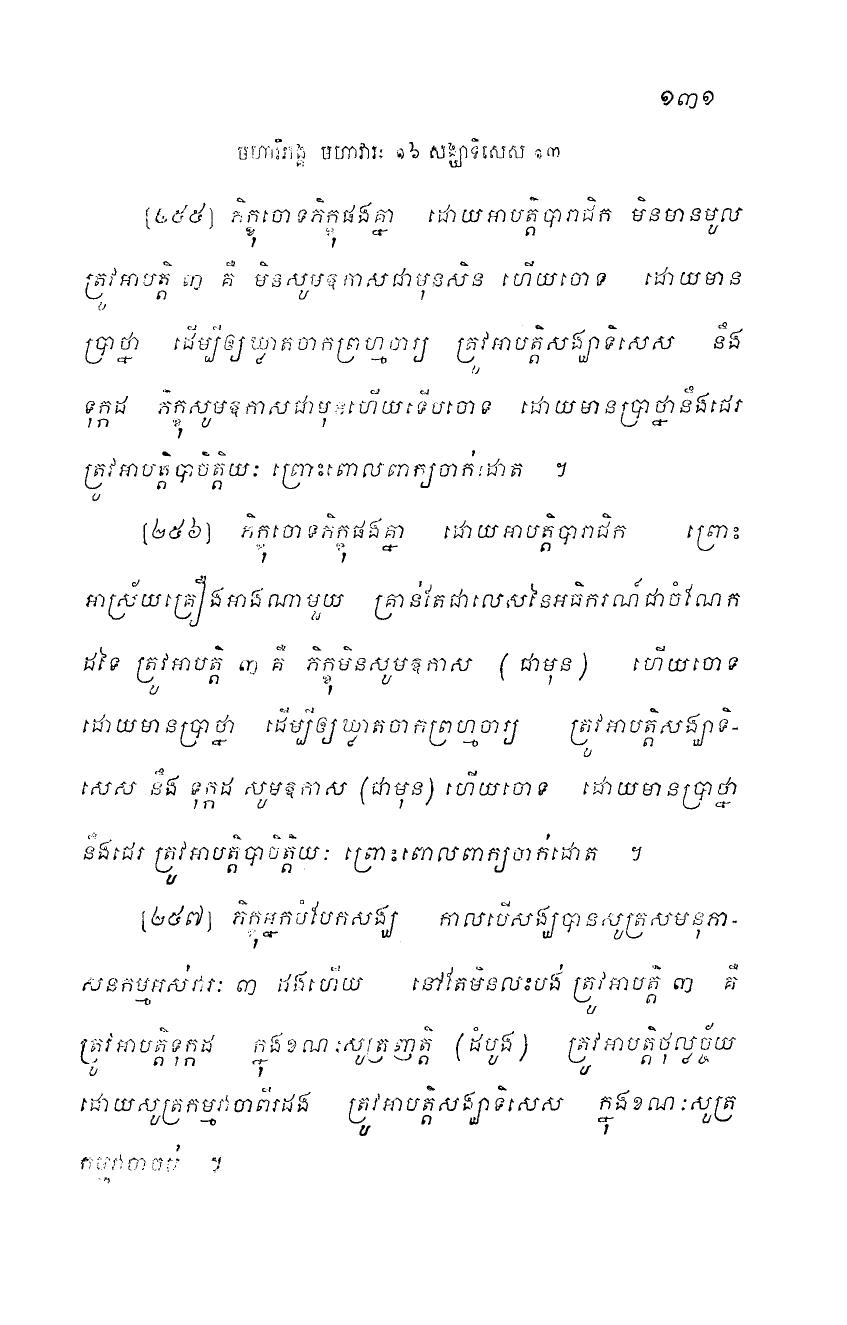 ១៣១
មហាវិភង្គ មហាវារៈ ១៦ សង្ឃាទិសេស ១៣
[២៥៥] ភិក្ខុចោទភិក្ខុផងគ្នា ដោយអាបត្តិបារាជិក មិនមានមូល
ត្រូវអាបត្តិ ៣ គឺ មិនសូមឱកាសជាមុនសិន ហើយចោទ ដោយមាន
ប្រាថ្នា ដើម្បីឲ្យឃ្លាតចាកព្រហ្មចារ្យ ត្រូវអាបត្តិសង្ឃាទិសេស នឹង
ទុក្កដ ភិក្ខុសូមឱកាសជាមុនហើយទើបចោទ ដោយមានប្រាថ្នានឹងជេរ
ត្រូវអាបត្តិបាចិត្តិយៈ ព្រោះពោលពាក្យចាក់ដោត ។
[២៥៦] ភិក្ខុចោទភិក្ខុផងគ្នា ដោយអាបត្តិបារាជិក ព្រោះ
អាស្រ័យគ្រឿងអាងណាមួយ គ្រាន់តែជាលេសនៃអធិករណ៍ជាចំណែក
ដទៃ ត្រូវអាបត្តិ ៣ គឺ ភិក្ខុមិនសូមឱកាស (ជាមុន) ហើយចោទ
ដោយមានប្រាថ្នា ដើម្បីឲ្យឃ្លាតចាកព្រហ្មចារ្យ ត្រូវអាបត្តិសង្ឃាទិ-
សេស នឹង ទុក្កដ សូមឱកាស (ជាមុន) ហើយចោទ ដោយមានប្រាថ្នា
នឹងជេរ ត្រូវអាបត្តិបាចិត្តិយៈ ព្រោះពោលពាក្យចាក់ដោត ។
[២៥៧] ភិក្ខុអ្នកបំបែកសង្ឃ កាលបើសង្ឃបានសូត្រសមនុភា-
សនកម្មអស់វារៈ ៣ ដងហើយ នៅតែមិនលះបង់ ត្រូវអាបត្តិ ៣ គឺ
ត្រូវអាបត្តិទុក្កដ ក្នុងខណៈសូត្រញត្តិ (ដំបូង) ត្រូវអាបត្តិថុល្លច្ច័យ
ដោយសូត្រកម្មវាចាពីរដង ត្រូវអាបត្តិសង្ឃាទិសេស ក្នុងខណៈសូត្រ
កម្មវាចាចប់ ។